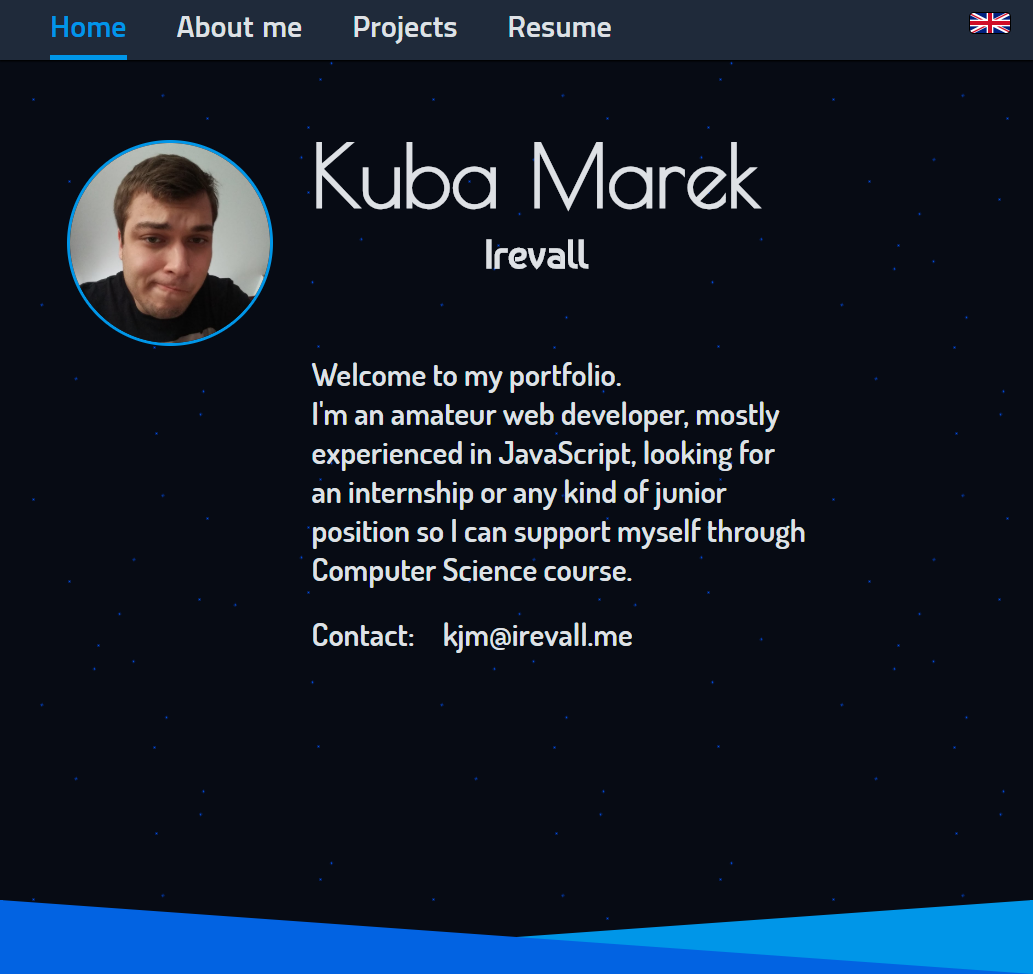 Home About me Projects Resume
Kuba Marek
Irevall
Welcome to my portfolio.
I'm an amateur web developer, mostly
experienced in JavaScript, looking for
an internship or any kind of junior
position so I can support myself through
Computer Science course.
Contact: kjm@irevall.me